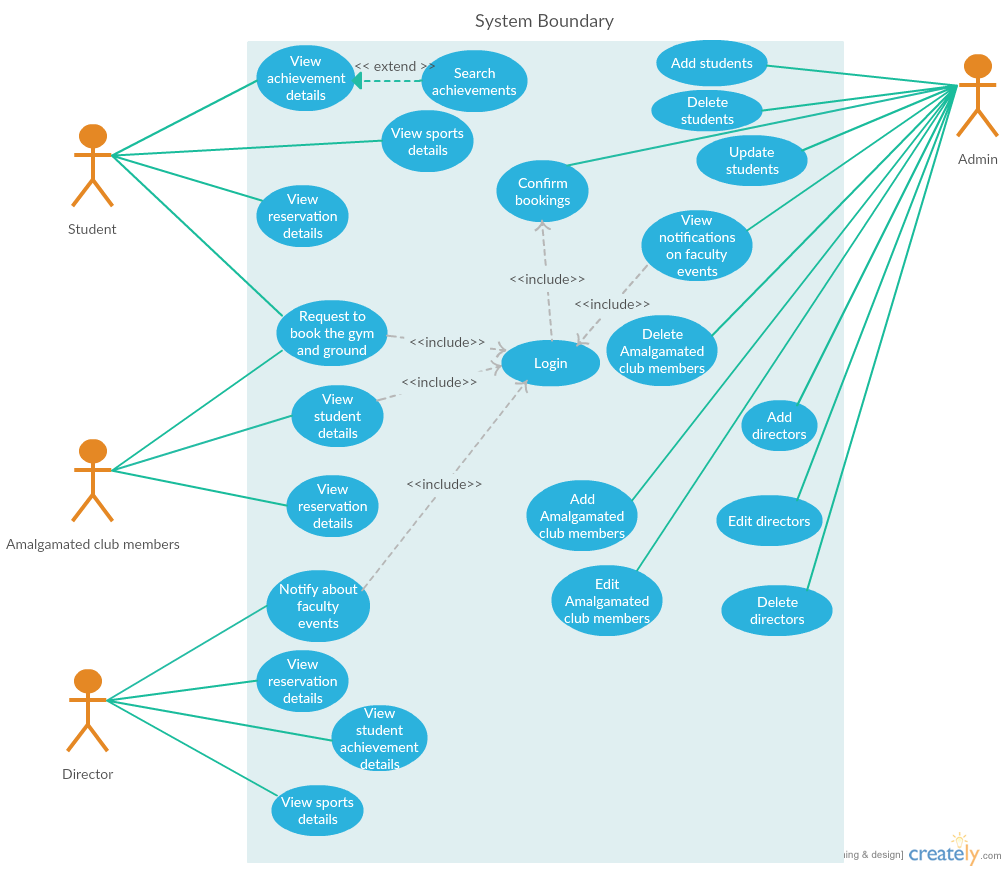 System Boundary
View
achievement
details
<< extend >>
Search
achievements
Add students
Delete
students
View sports
details
Update
students
Admin
Student
View
reservation
details
Confirm
bookings
View
notifications
on faculty
events
<<include>>
<<include>>
Request to
book the gym
and ground
<<include>>
Login
Delete
Amalgamated
club members
<<include>>
View
student
details
Add
directors
Amalgamated club members
View
reservation
details
<<include>>
Add
Amalgamated
club members
Edit directors
Notify about
faculty
events
Edit
Amalgamated
club members
Delete
directors
View
reservation
details
Director
View
student
achievement
details
View sports
details
& design]
creately.com